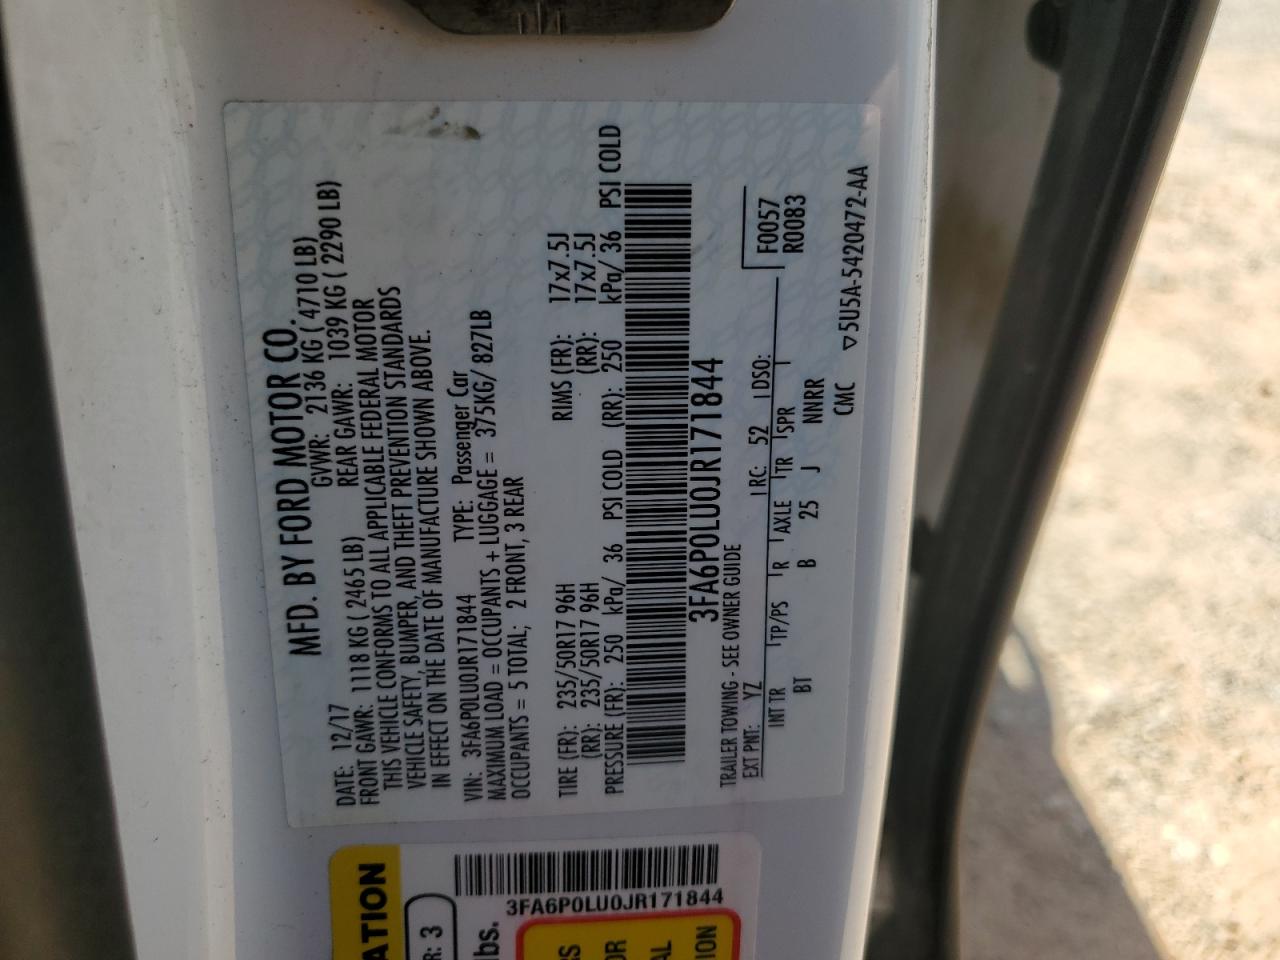 MFD. BY FORD MOTOR CO.
DATE: 12/17 GVWR: 2136 KG ( 4710 LB)
FRONT GAWR: 1118 KG ( 2465 LB) REAR GAWR: 1039 KG ( 2290 LB)
THIS VEHICLE CONFORMS TO ALL APPLICABLE FEDERAL MOTOR
VEHICLE SAFETY, BUMPER, AND THEFT PREVENTION STANDARDS
IN EFFECT ON THE DATE OF MANUFACTURE SHOWN ABOVE.
VIN: 3FA6P0LU0JR171844 TYPE: Passenger Car
MAXIMUM LOAD = OCCUPANTS + LUGGAGE = 375KG/ 827LB
OCCUPANTS = 5 TOTAL; 2 FRONT, 3 REAR
TIRE (FR): 235/50R17 96H RIMS (FR): 17x7.5J
(RR): 235/50R17 96H (RR): 17x7.5J
PRESSURE (FR): 250 kPa/ 36 PSI COLD (RR): 250 kPa/ 36 PSI COLD
3FA6P0LU0JR171844
TRAILER TOWING - SEE OWNER GUIDE
F0057
EXT PNT: YZ RC: 52 DSO: R0083
INT TR TP/PS R AXLE TR SPR
BT B 25 J NNRR
CMC ▽5U5A-5420472-AA
ATION
R: 3
lbs.
3FA6P0LU0JR171844
RS
OR
AL
ION